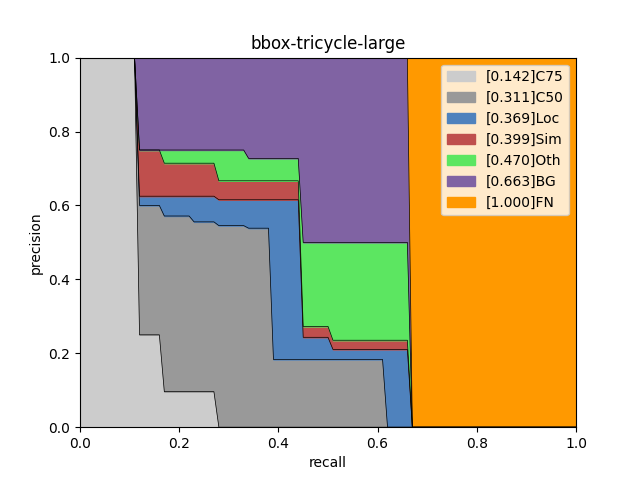 bbox-tricycle-large
1.0
0.8
0.6
0.4
0.2
0.0
precision
0.0 0.2 0.4 0.6 0.8 1.0
recall
[0.142]C75
[0.311]C50
[0.369]Loc
[0.399]Sim
[0.470]Oth
[0.663]BG
[1.000]FN